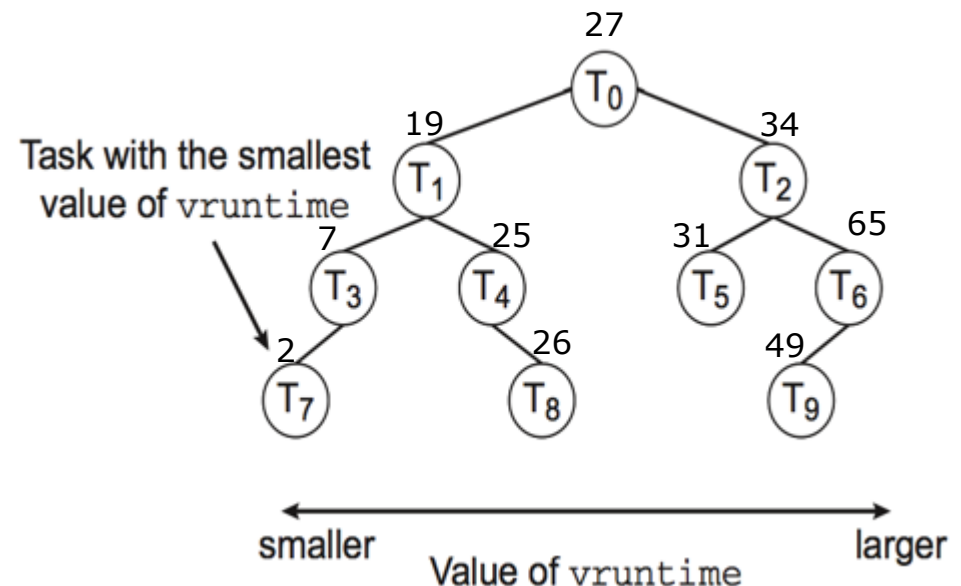 27
T0
19
34
Task with the smallest
value of vruntime
T1
T2
7
25
31
65
T3
T4
T5
T6
2
26
49
T7
T8
T9
smaller
larger
Value of vruntime